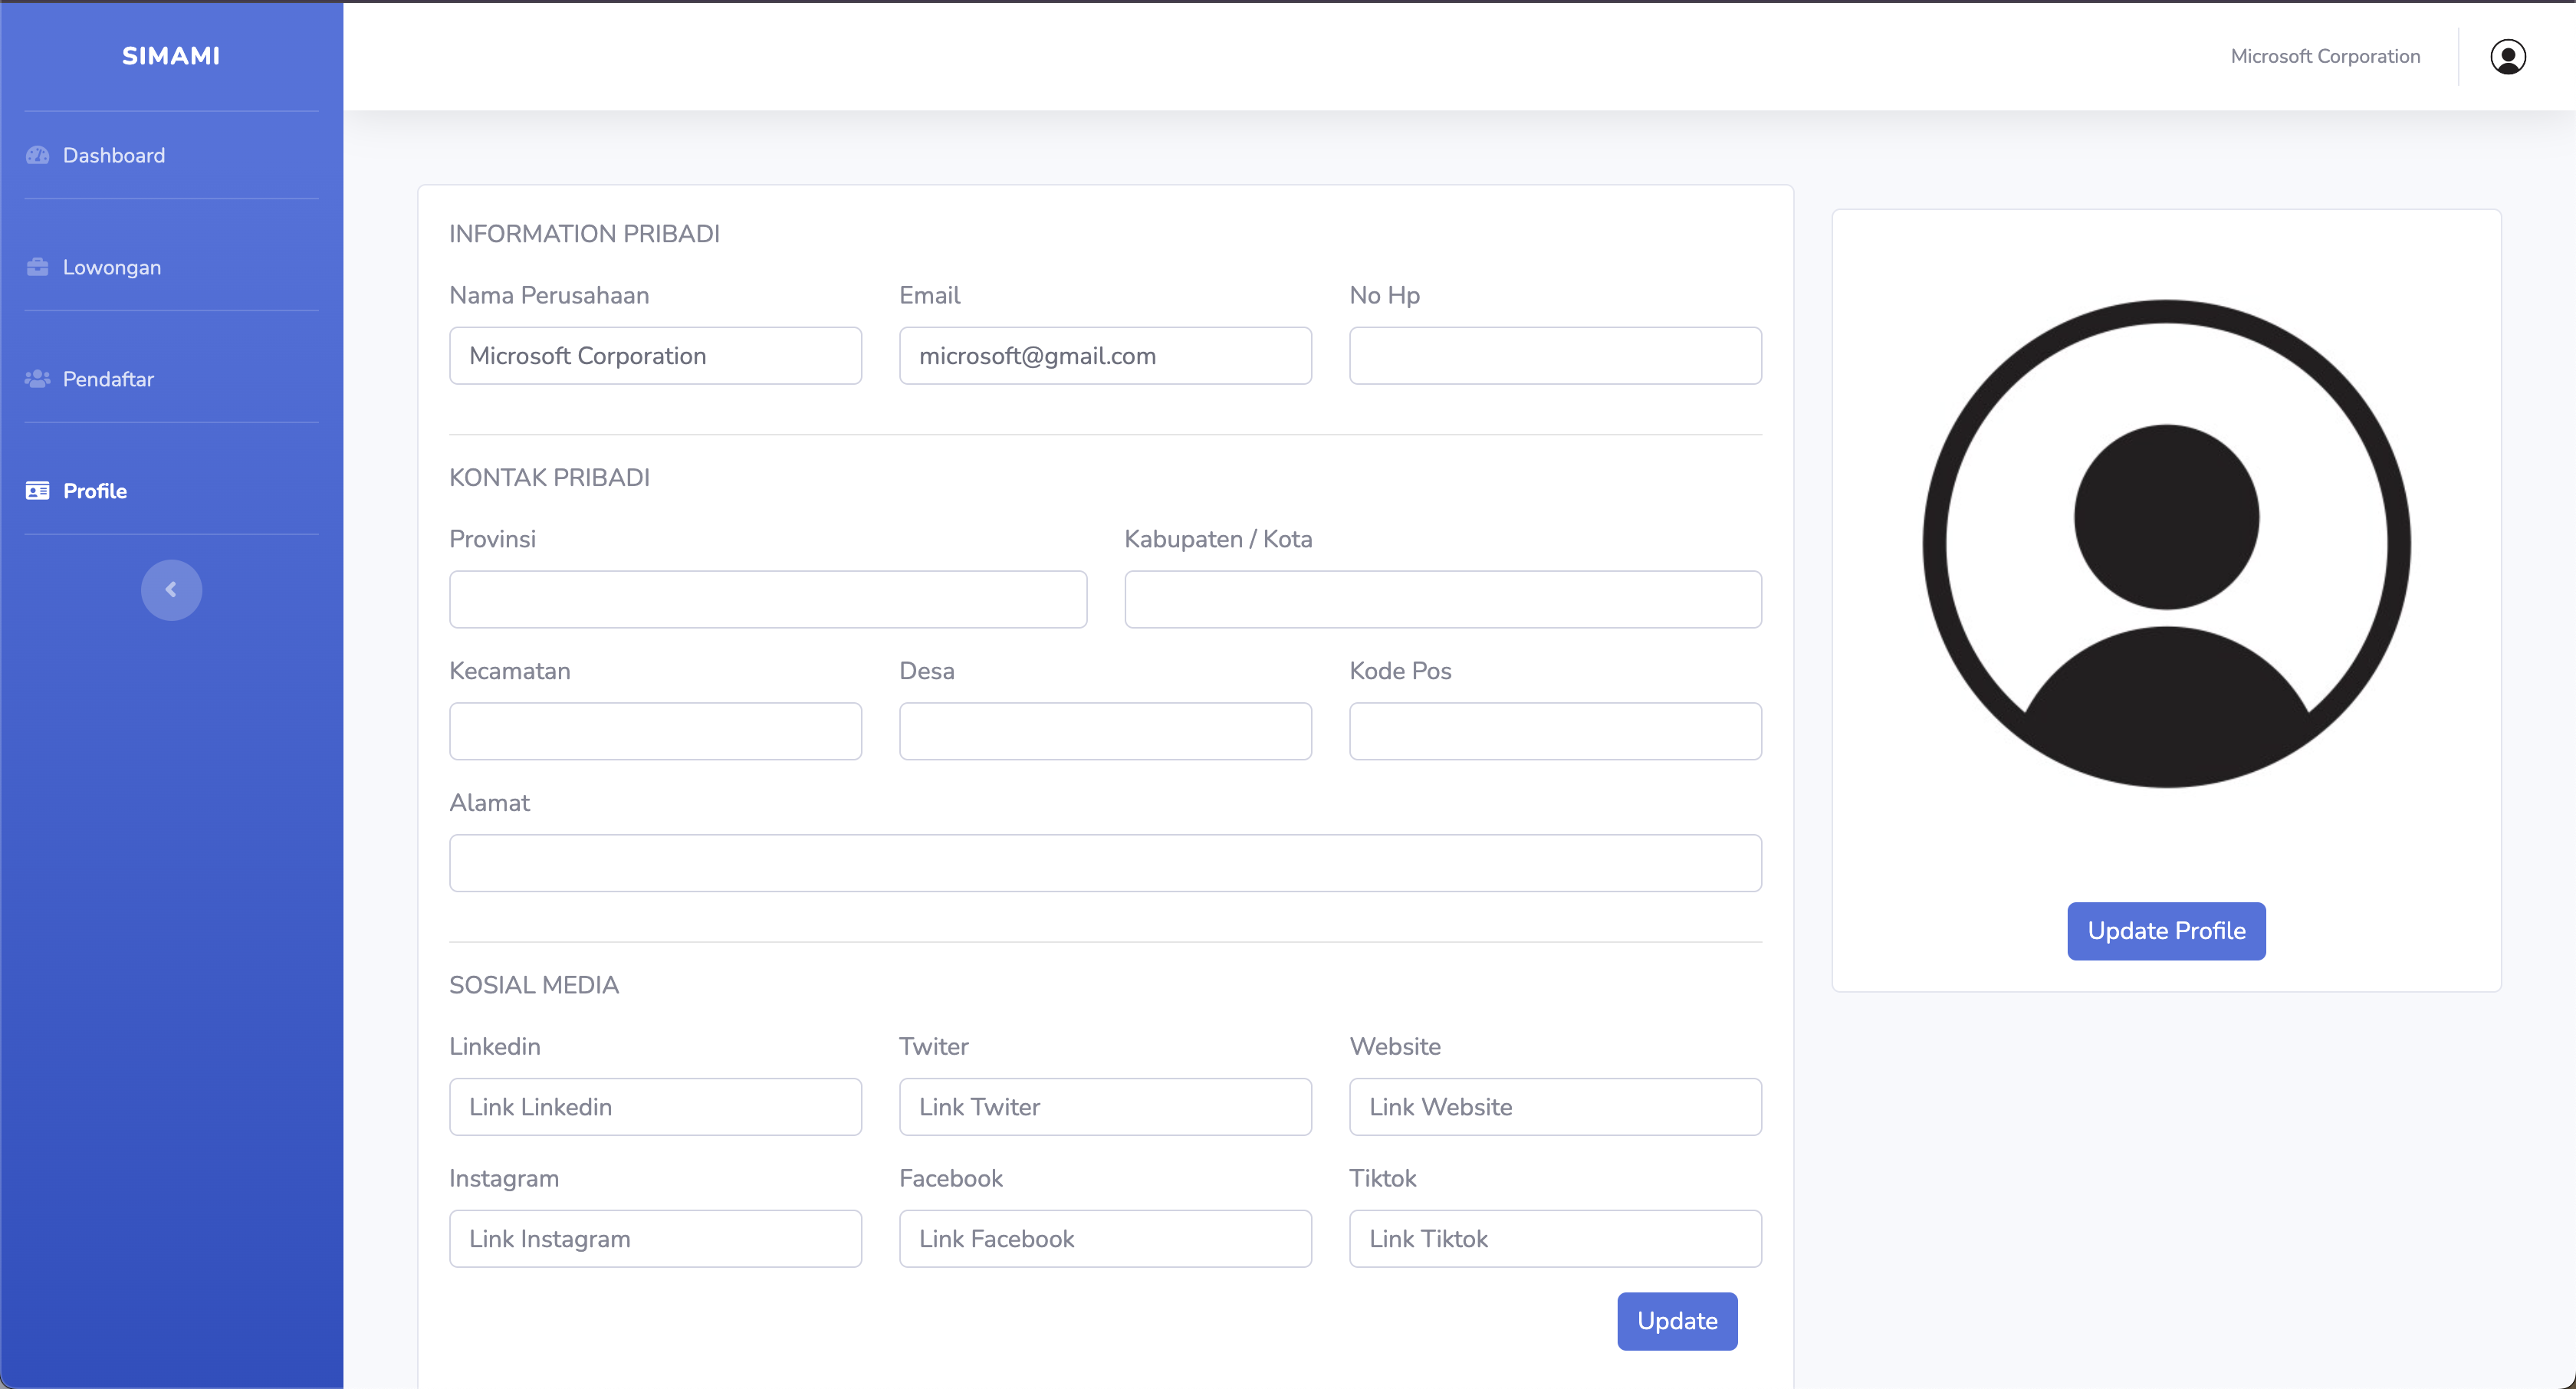 SIMAMI
Dashboard
Lowongan
Pendaftar
Profile
Microsoft Corporation
INFORMATION PRIBADI
Nama Perusahaan Email No Hp
Microsoft Corporation microsoft@gmail.com
KONTAK PRIBADI
Provinsi Kabupaten / Kota
Kecamatan Desa Kode Pos
Alamat
SOSIAL MEDIA
Linkedin Twiter Website
Link Linkedin Link Twiter Link Website
Instagram Facebook Tiktok
Link Instagram Link Facebook Link Tiktok
Update
Update Profile